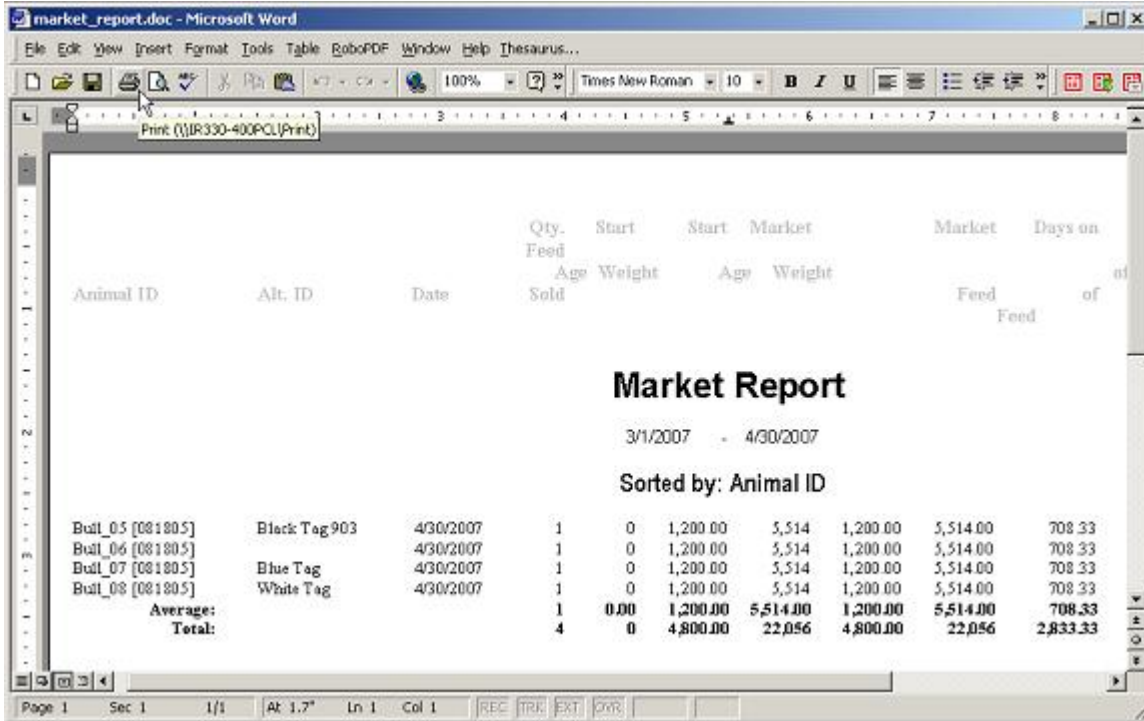 market_report.doc - Microsoft Word
File Edit View Insert Format Tools Table RoboPDF Window Help Thesaurus...
100% Times New Roman 10 B I U
3 4 5 6 7 8
Print (\\IR330-400PCL\Print)
Qty. Start Start Market Market Days on
Feed
Age Weight Age Weight of
Animal ID Alt. ID Date Sold Feed of
Feed
Market Report
3/1/2007 - 4/30/2007
Sorted by: Animal ID
Bull_05 [081805] Black Tag 903 4/30/2007 1 0 1,200.00 5,514 1,200.00 5,514.00 708.33
Bull_06 [081805] 4/30/2007 1 0 1,200.00 5,514 1,200.00 5,514.00 708.33
Bull_07 [081805] Blue Tag 4/30/2007 1 0 1,200.00 5,514 1,200.00 5,514.00 708.33
Bull_08 [081805] White Tag 4/30/2007 1 0 1,200.00 5,514 1,200.00 5,514.00 708.33
Average: 1 0.00 1,200.00 5,514.00 1,200.00 5,514.00 708.33
Total: 4 0 4,800.00 22,056 4,800.00 22,056 2,833.33
Page 1 Sec 1 1/1 At 1.7" Ln 1 Col 1 REC TRK EXT OVR